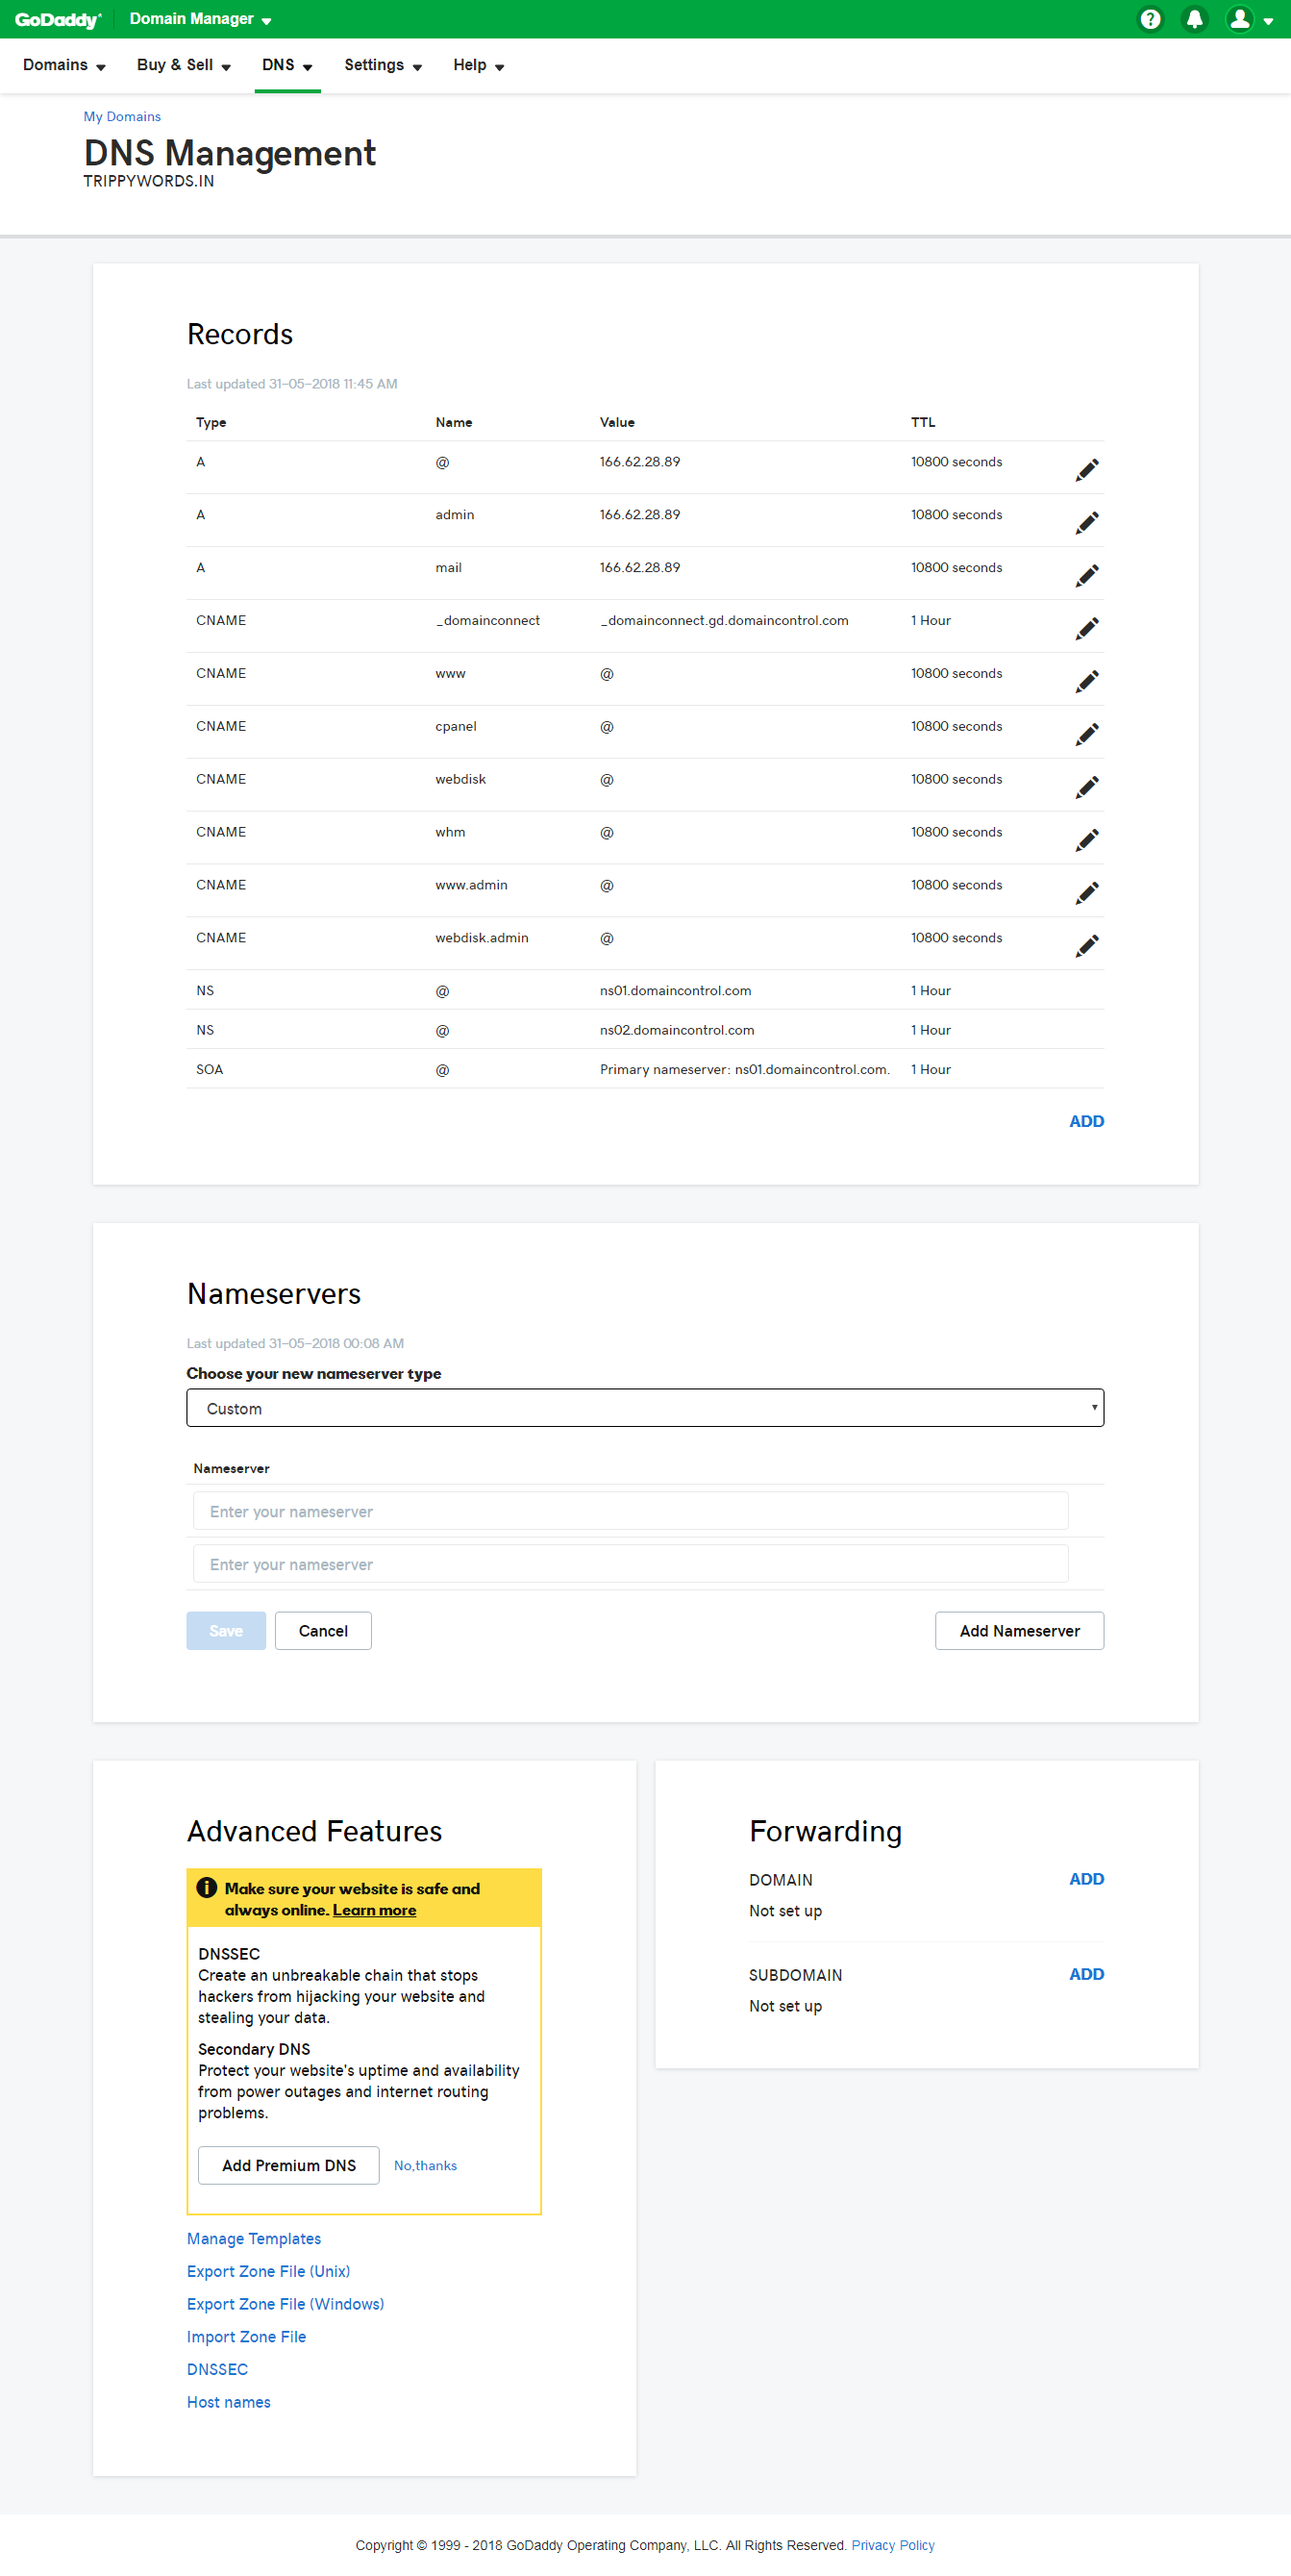 GoDaddy Domain Manager
Domains Buy & Sell DNS Settings Help
My Domains
DNS Management
TRIPPYWORDS.IN
Records
Last updated 31-05-2018 11:45 AM
Type Name Value TTL
A @ 166.62.28.89 10800 seconds
A admin 166.62.28.89 10800 seconds
A mail 166.62.28.89 10800 seconds
CNAME _domainconnect _domainconnect.gd.domaincontrol.com 1 Hour
CNAME www @ 10800 seconds
CNAME cpanel @ 10800 seconds
CNAME webdisk @ 10800 seconds
CNAME whm @ 10800 seconds
CNAME www.admin @ 10800 seconds
CNAME webdisk.admin @ 10800 seconds
NS @ ns01.domaincontrol.com 1 Hour
NS @ ns02.domaincontrol.com 1 Hour
SOA @ Primary nameserver: ns01.domaincontrol.com. 1 Hour
ADD
Nameservers
Last updated 31-05-2018 00:08 AM
Choose your new nameserver type
Custom
Nameserver
Enter your nameserver
Enter your nameserver
Save Cancel Add Nameserver
Advanced Features
Make sure your website is safe and
always online. Learn more
DNSSEC
Create an unbreakable chain that stops
hackers from hijacking your website and
stealing your data.
Secondary DNS
Protect your website's uptime and availability
from power outages and internet routing
problems.
Add Premium DNS No,thanks
Manage Templates
Export Zone File (Unix)
Export Zone File (Windows)
Import Zone File
DNSSEC
Host names
Forwarding
DOMAIN ADD
Not set up
SUBDOMAIN ADD
Not set up
Copyright © 1999 - 2018 GoDaddy Operating Company, LLC. All Rights Reserved. Privacy Policy